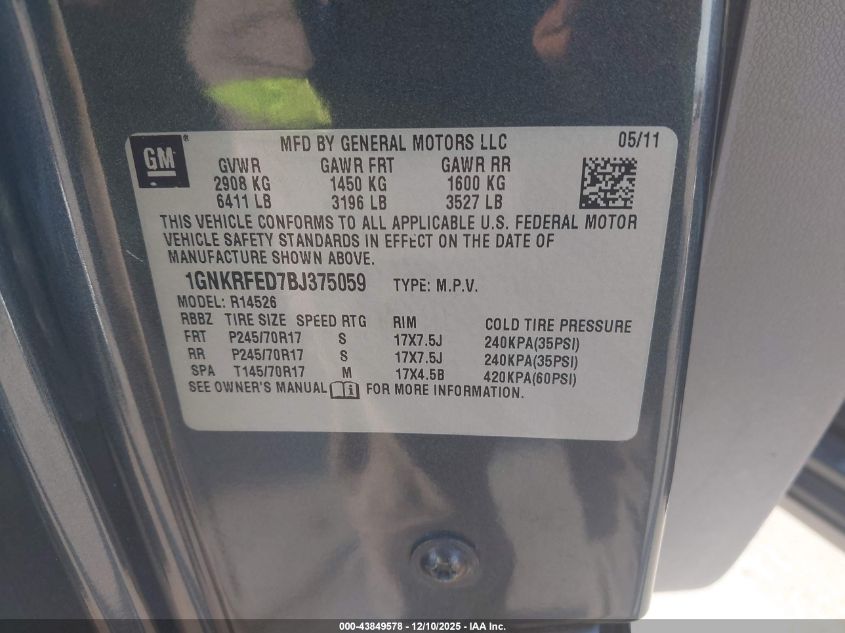 GM ® MFD BY GENERAL MOTORS LLC 05/11
GVWR GAWR FRT GAWR RR
2908 KG 1450 KG 1600 KG
6411 LB 3196 LB 3527 LB
THIS VEHICLE CONFORMS TO ALL APPLICABLE U.S. FEDERAL MOTOR
VEHICLE SAFETY STANDARDS IN EFFECT ON THE DATE OF
MANUFACTURE SHOWN ABOVE.
1GNKRFED7BJ375059 TYPE: M.P.V.
MODEL: R14526
RBBZ TIRE SIZE SPEED RTG RIM COLD TIRE PRESSURE
FRT P245/70R17 S 17X7.5J 240KPA(35PSI)
RR P245/70R17 S 17X7.5J 240KPA(35PSI)
SPA T145/70R17 M 17X4.5B 420KPA(60PSI)
SEE OWNER'S MANUAL FOR MORE INFORMATION.
000-43849578 - 12/10/2025 - IAA Inc.